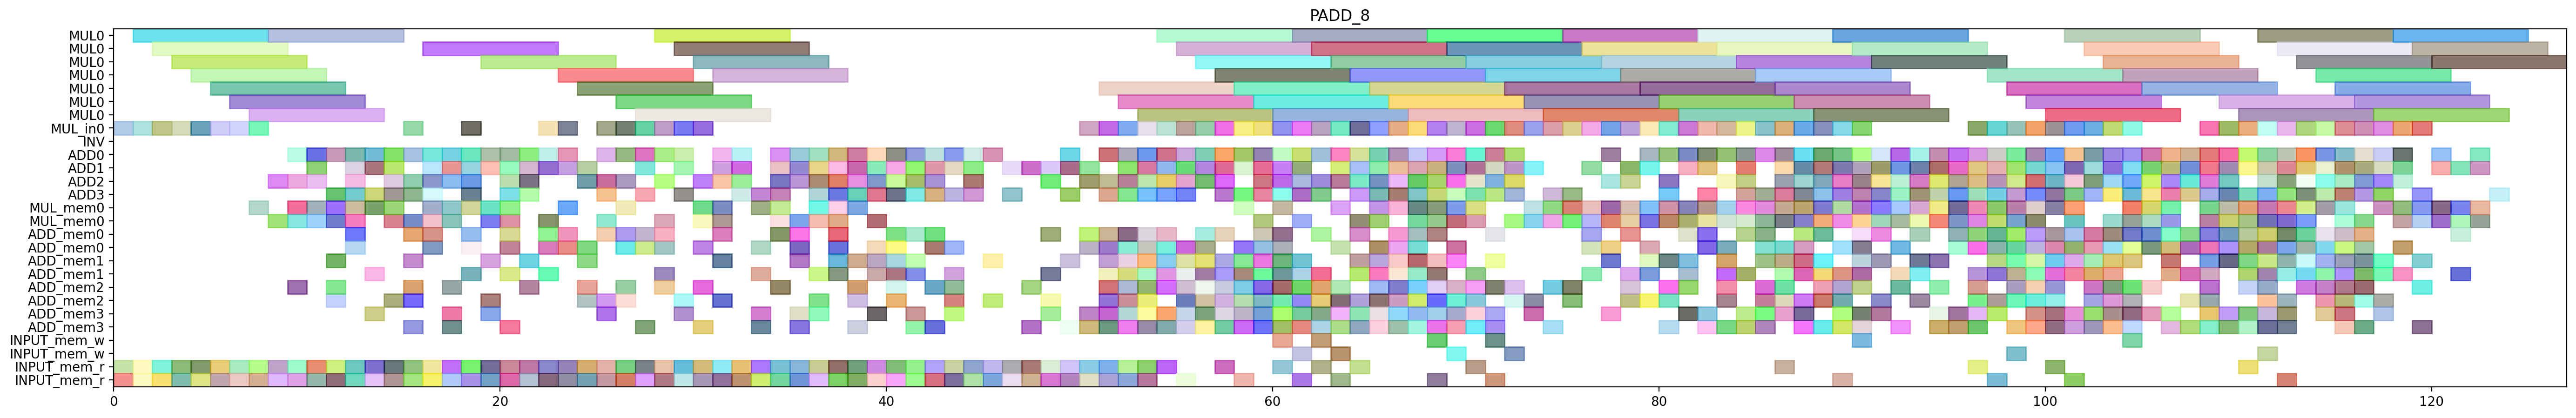 PADD_8
MUL0
MUL0
MUL0
MUL0
MUL0
MUL0
MUL0
MUL_in0
INV
ADD0
ADD1
ADD2
ADD3
MUL_mem0
MUL_mem0
ADD_mem0
ADD_mem0
ADD_mem1
ADD_mem1
ADD_mem2
ADD_mem2
ADD_mem3
ADD_mem3
INPUT_mem_w
INPUT_mem_w
INPUT_mem_r
INPUT_mem_r
0 20 40 60 80 100 120